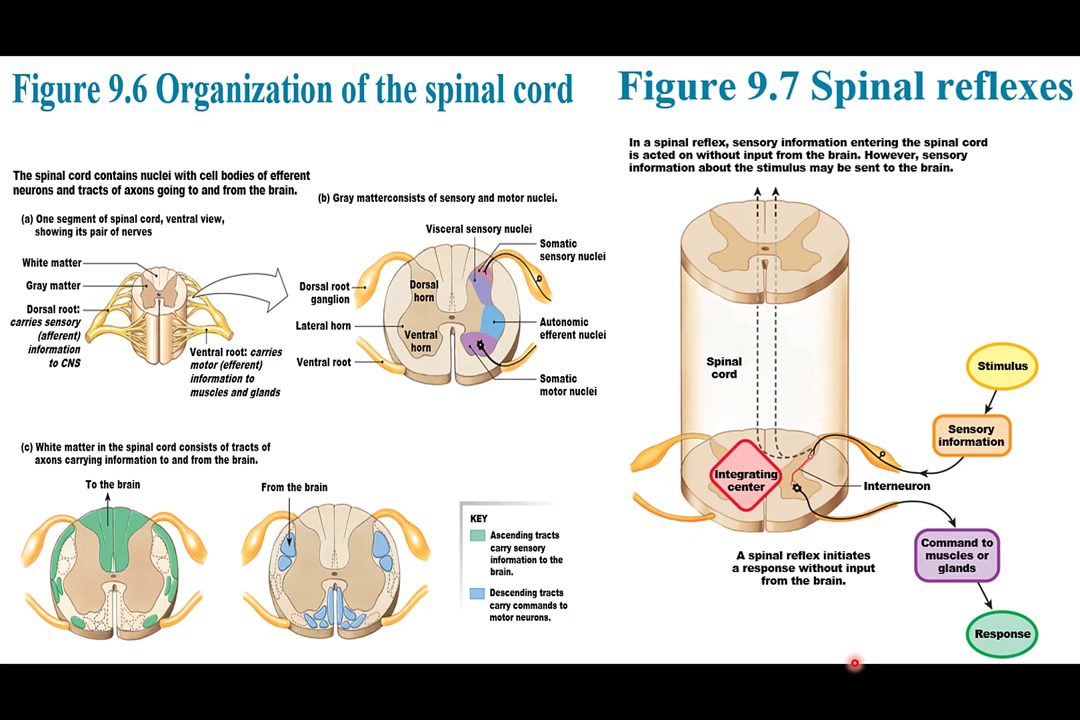 Figure 9.6 Organization of the spinal cord
The spinal cord contains nuclei with cell bodies of efferent
neurons and tracts of axons going to and from the brain.
(a) One segment of spinal cord, ventral view,
showing its pair of nerves
White matter
Gray matter
Dorsal root:
carries sensory
(afferent)
information
to CNS
Ventral root: carries
motor (efferent)
information to
muscles and glands
(b) Gray matterconsists of sensory and motor nuclei.
Visceral sensory nuclei
Somatic
sensory nuclei
Dorsal root
ganglion
Dorsal
horn
Lateral horn
Ventral
horn
Autonomic
efferent nuclei
Ventral root
Somatic
motor nuclei
(c) White matter in the spinal cord consists of tracts of
axons carrying information to and from the brain.
To the brain
From the brain
KEY
Ascending tracts
carry sensory
information to the
brain.
Descending tracts
carry commands to
motor neurons.
Figure 9.7 Spinal reflexes
In a spinal reflex, sensory information entering the spinal cord
is acted on without input from the brain. However, sensory
information about the stimulus may be sent to the brain.
Spinal
cord
Stimulus
Sensory
information
Integrating
center
Interneuron
Command to
muscles or
glands
A spinal reflex initiates
a response without input
from the brain.
Response